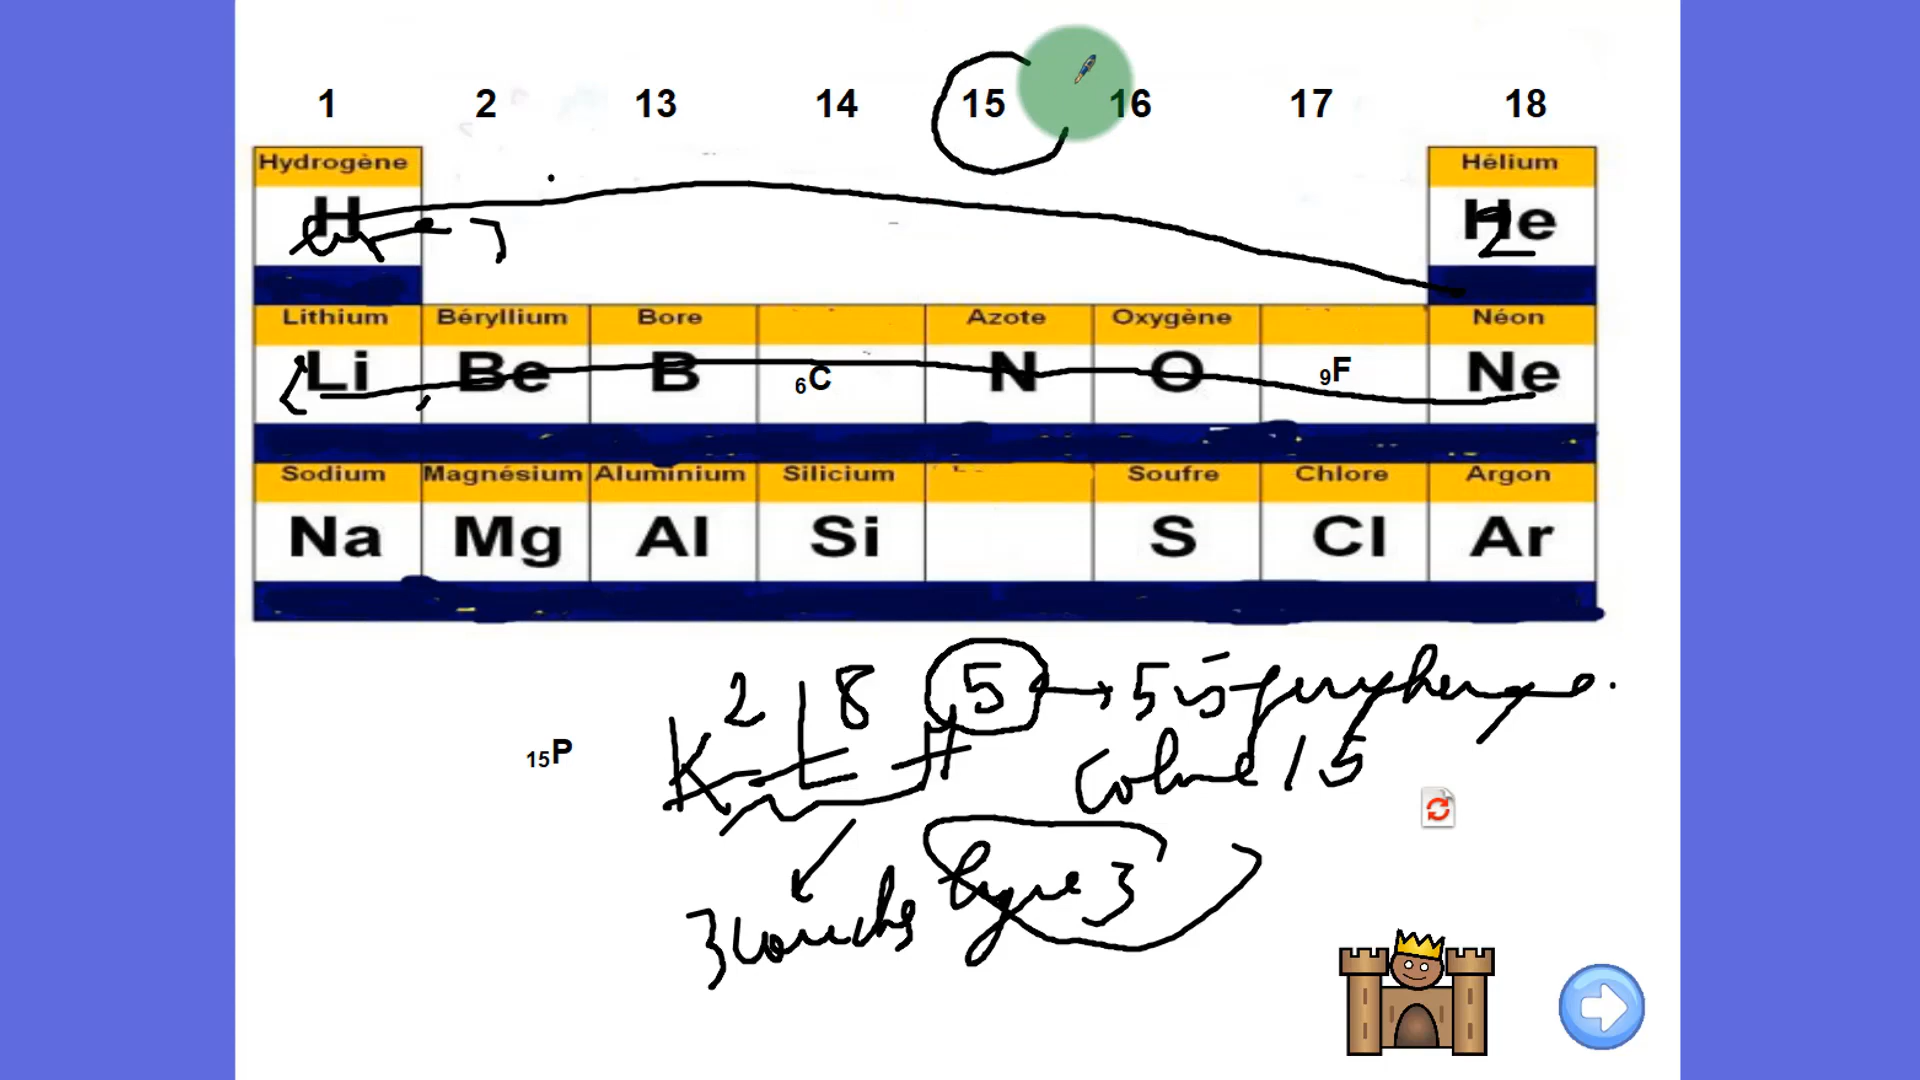 1 2 13 14 15 16 17 18
Hydrogène Hélium
H He
2
Lithium Béryllium Bore Azote Oxygène Néon
Li Be B 6C N O 9F Ne
Sodium Magnésium Aluminium Silicium Soufre Chlore Argon
Na Mg Al Si S Cl Ar
2 8 5 → 5
15P K L
Colonne 15
3 couches ligne 3